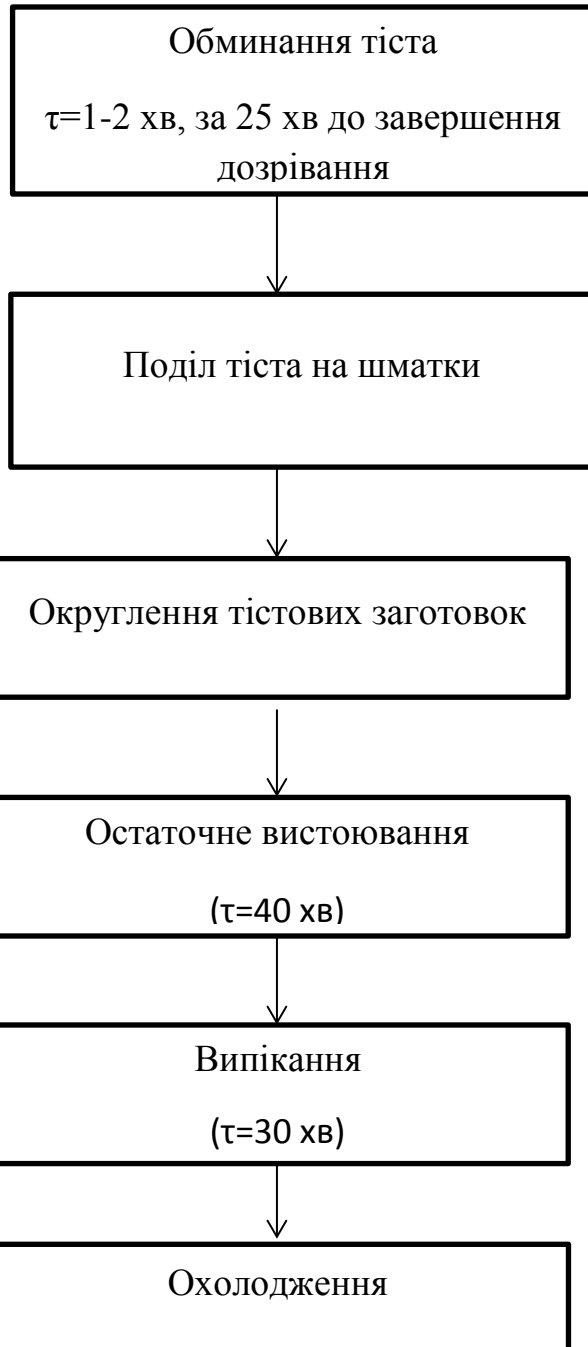 Обминання тіста
τ=1-2 хв, за 25 хв до завершення
дозрівання
Поділ тіста на шматки
Округлення тістових заготовок
Остаточне вистоювання
(τ=40 хв)
Випікання
(τ=30 хв)
Охолодження